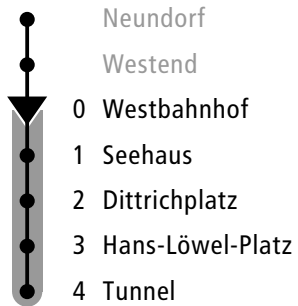 Neundorf
Westend
0 Westbahnhof
1 Seehaus
2 Dittrichplatz
3 Hans-Löwel-Platz
4 Tunnel